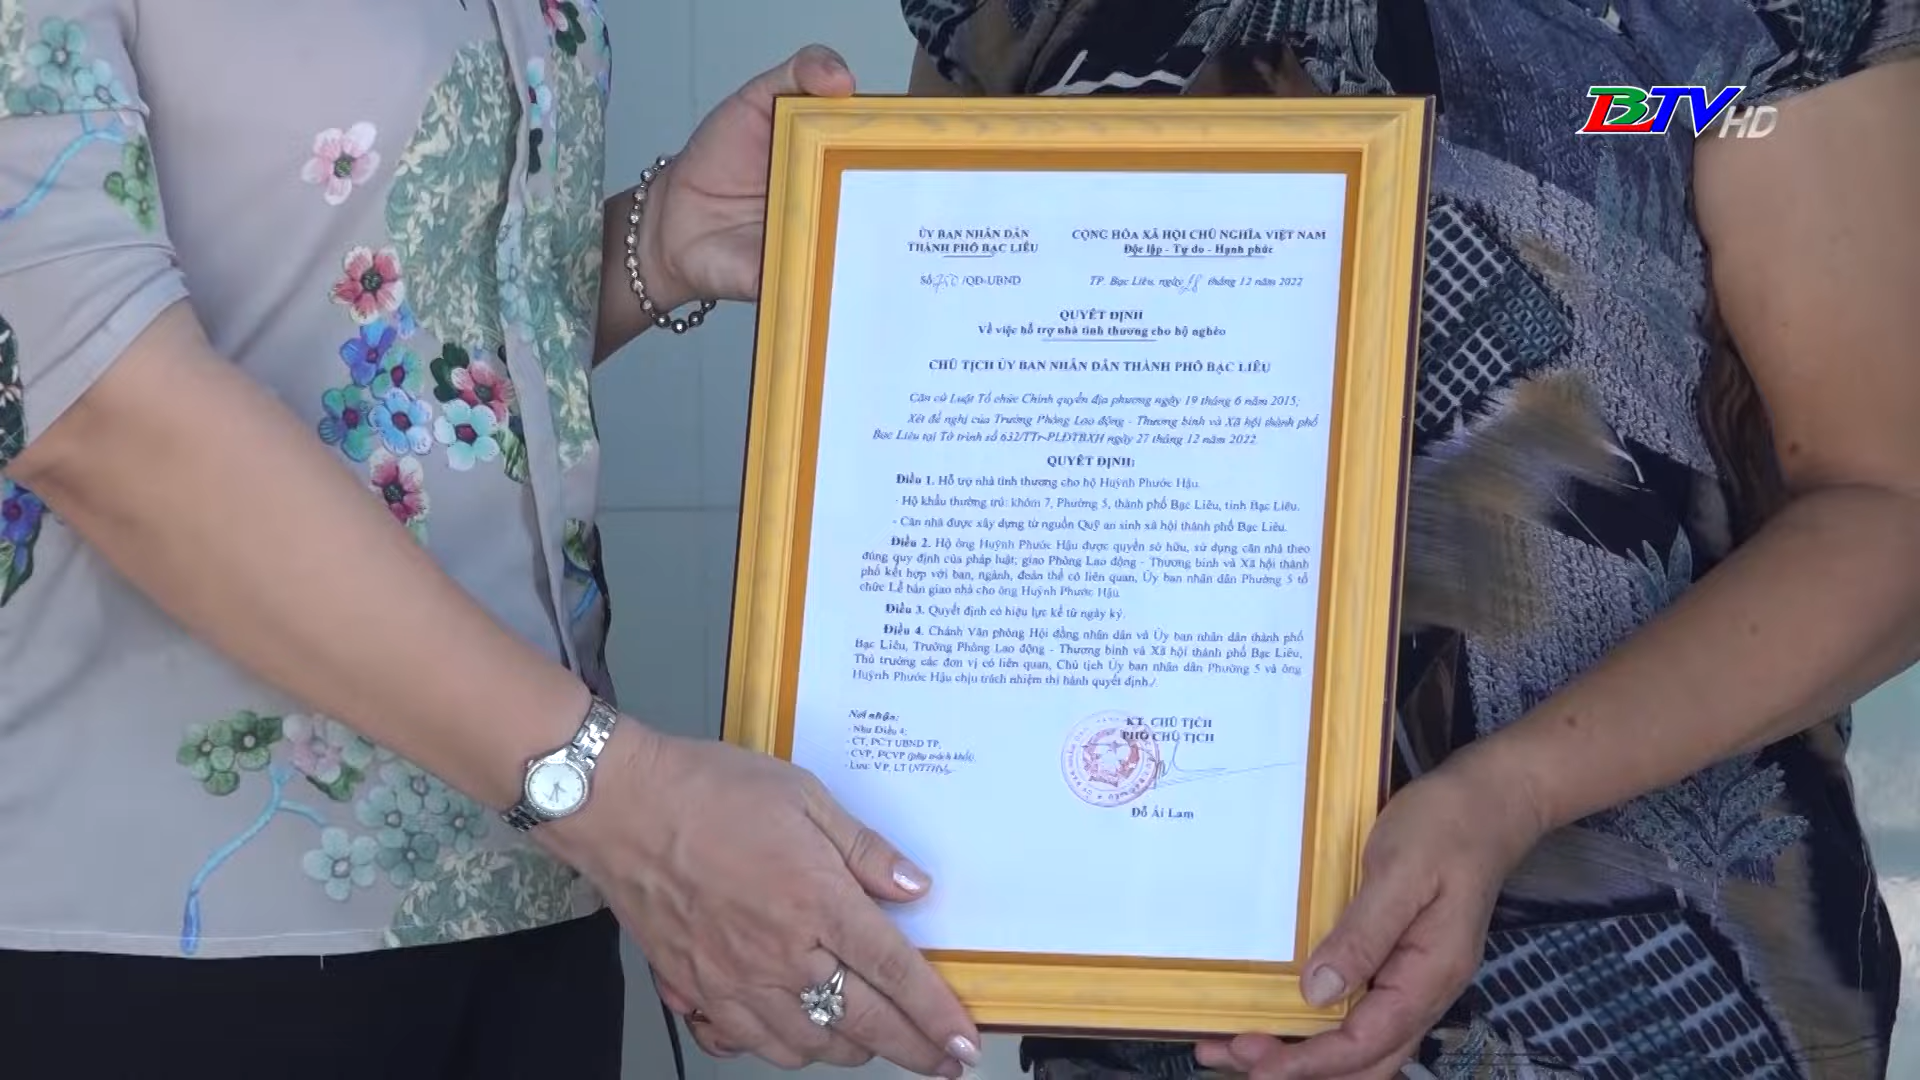 BTV HD
ỦY BAN NHÂN DÂN
THÀNH PHỐ BẠC LIÊU
CỘNG HÒA XÃ HỘI CHỦ NGHĨA VIỆT NAM
Độc lập - Tự do - Hạnh phúc
Số /QĐ-UBND
TP. Bạc Liêu, ngày 28 tháng 12 năm 2022
QUYẾT ĐỊNH
Về việc hỗ trợ nhà tình thương cho hộ nghèo
CHỦ TỊCH ỦY BAN NHÂN DÂN THÀNH PHỐ BẠC LIÊU
Căn cứ Luật Tổ chức Chính quyền địa phương ngày 19 tháng 6 năm 2015;
Xét đề nghị của Trưởng Phòng Lao động - Thương binh và Xã hội thành phố
Bạc Liêu tại Tờ trình số 632/TTr-PLĐTBXH ngày 27 tháng 12 năm 2022.
QUYẾT ĐỊNH:
Điều 1. Hỗ trợ nhà tình thương cho hộ Huỳnh Phước Hậu.
- Hộ khẩu thường trú: khóm 7, Phường 5, thành phố Bạc Liêu, tỉnh Bạc Liêu.
- Căn nhà được xây dựng từ nguồn Quỹ an sinh xã hội thành phố Bạc Liêu.
Điều 2. Hộ ông Huỳnh Phước Hậu được quyền sở hữu, sử dụng căn nhà theo
đúng quy định của pháp luật; giao Phòng Lao động - Thương binh và Xã hội thành
phố kết hợp với ban, ngành, đoàn thể có liên quan, Ủy ban nhân dân Phường 5 tổ
chức Lễ bàn giao nhà cho ông Huỳnh Phước Hậu.
Điều 3. Quyết định có hiệu lực kể từ ngày ký.
Điều 4. Chánh Văn phòng Hội đồng nhân dân và Ủy ban nhân dân thành phố
Bạc Liêu, Trưởng Phòng Lao động - Thương binh và Xã hội thành phố Bạc Liêu,
Thủ trưởng các đơn vị có liên quan, Chủ tịch Ủy ban nhân dân Phường 5 và ông
Huỳnh Phước Hậu chịu trách nhiệm thi hành quyết định./.
Nơi nhận:
- Như Điều 4;
- CT, PCT UBND TP;
- CVP, PCVP (phụ trách khối);
- Lưu: VP, LT (NTTH)
KT. CHỦ TỊCH
PHÓ CHỦ TỊCH
Đỗ Ái Lam